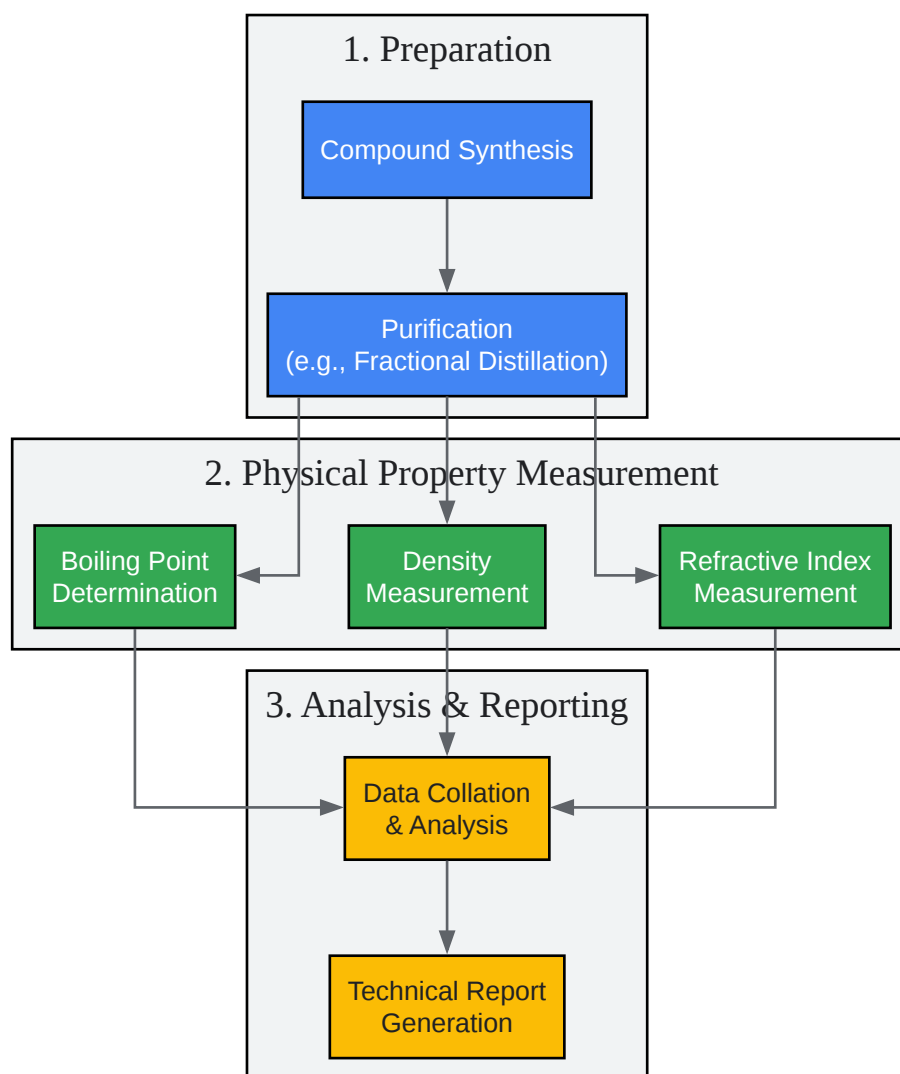 1. Preparation
Compound Synthesis
Purification
(e.g., Fractional Distillation)
2. Physical Property Measurement
Boiling Point
Determination
Density
Measurement
Refractive Index
Measurement
3. Analysis & Reporting
Data Collation
& Analysis
Technical Report
Generation